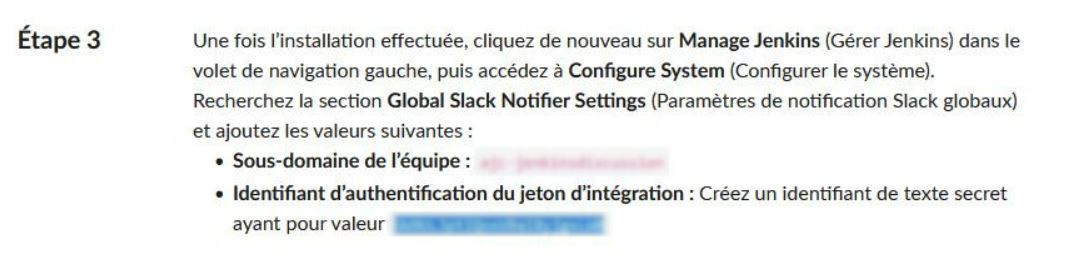 Étape 3
Une fois l'installation effectuée, cliquez de nouveau sur Manage Jenkins (Gérer Jenkins) dans le
volet de navigation gauche, puis accédez à Configure System (Configurer le système).
Recherchez la section Global Slack Notifier Settings (Paramètres de notification Slack globaux)
et ajoutez les valeurs suivantes :
• Sous-domaine de l'équipe :
• Identifiant d'authentification du jeton d'intégration : Créez un identifiant de texte secret
ayant pour valeur